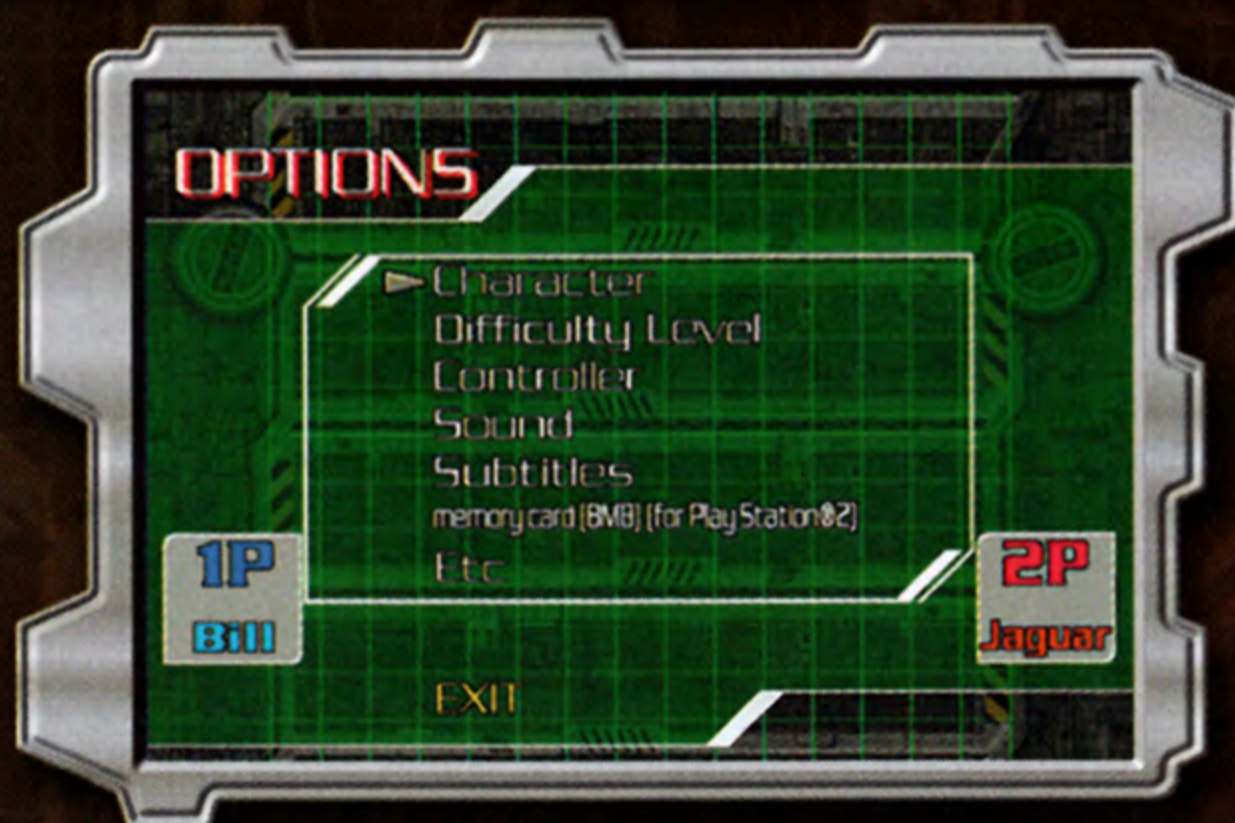 OPTIONS
Character
Difficulty Level
Controller
Sound
Subtitles
memory card (8MB) (for PlayStation®2)
Etc
1P
Bill
2P
Jaguar
EXIT